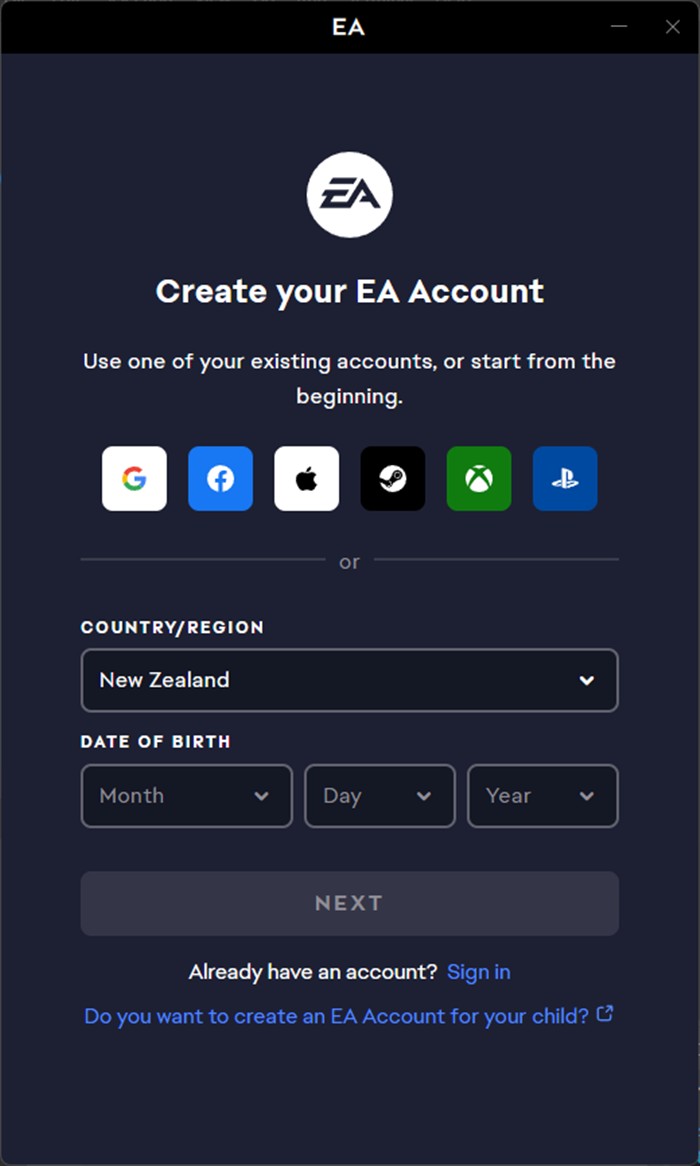 EA
EA
Create your EA Account
Use one of your existing accounts, or start from the
beginning.
or
COUNTRY/REGION
New Zealand
DATE OF BIRTH
Month Day Year
NEXT
Already have an account? Sign in
Do you want to create an EA Account for your child?